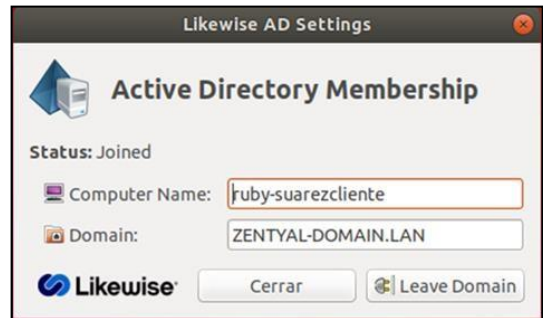 Likewise AD Settings
Active Directory Membership
Status: Joined
Computer Name: ruby-suarezcliente
Domain: ZENTYAL-DOMAIN.LAN
Likewise Cerrar Leave Domain